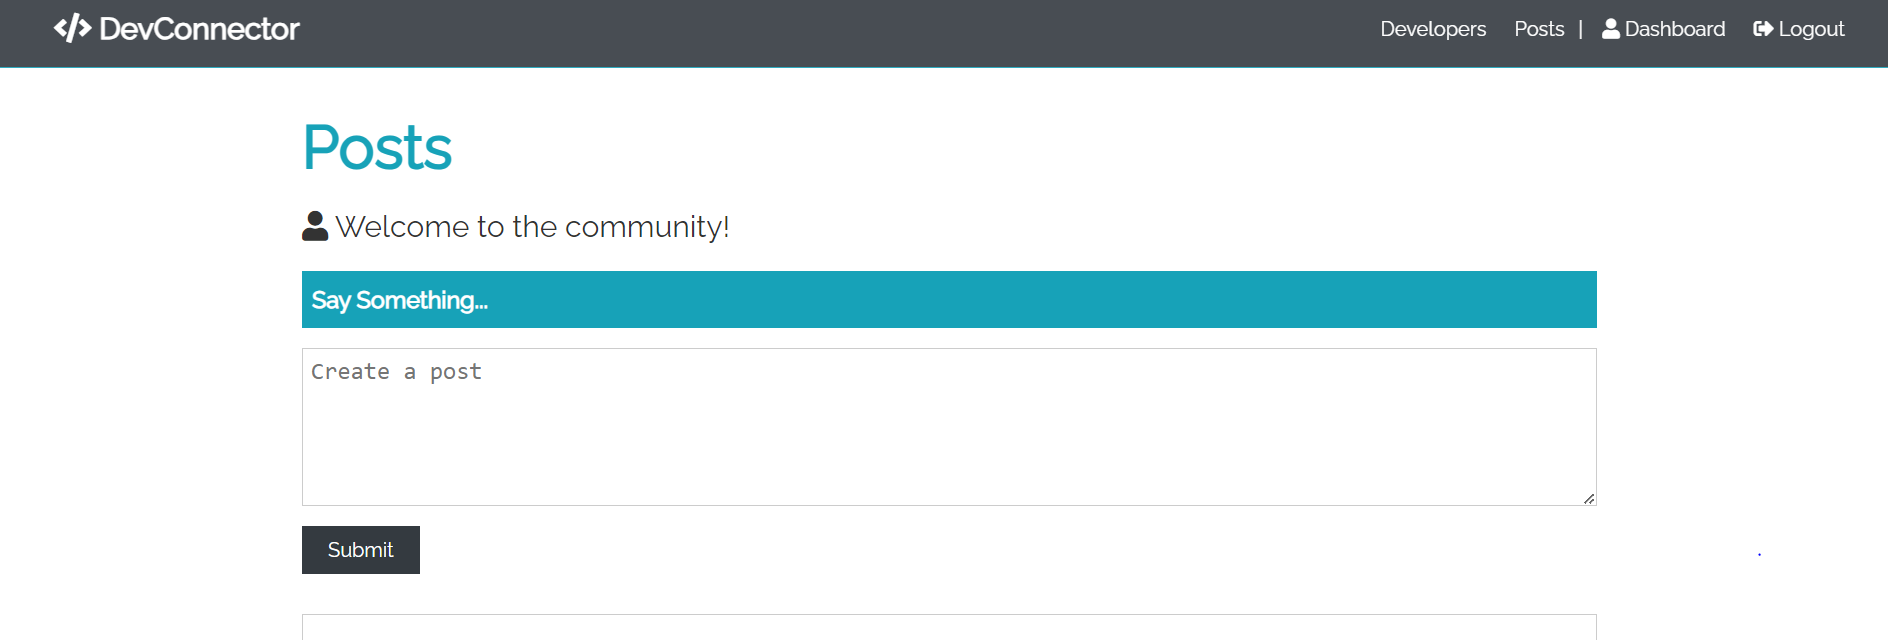 </> DevConnector
Developers Posts | Dashboard Logout
Posts
Welcome to the community!
Say Something...
Create a post
Submit